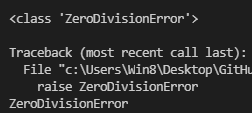 <class 'ZeroDivisionError'>
Traceback (most recent call last):
File "c:\Users\Win8\Desktop\GitHu
raise ZeroDivisionError
ZeroDivisionError